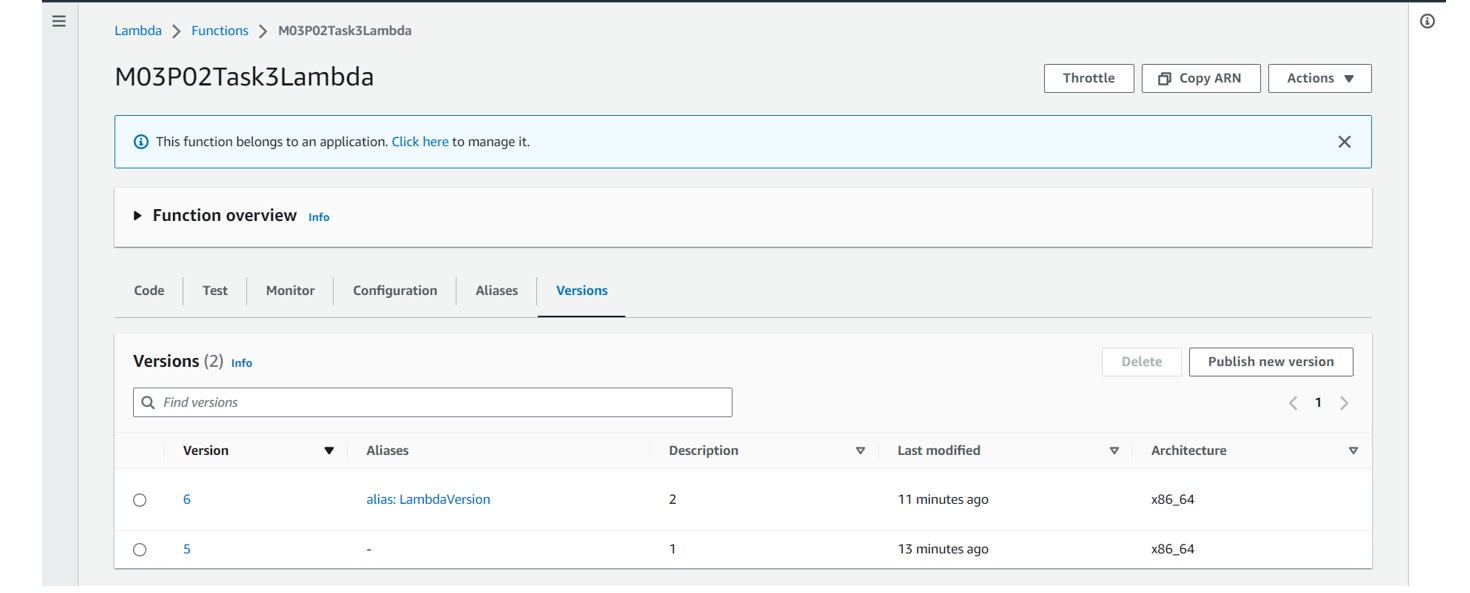 Lambda Functions M03P02Task3Lambda
M03P02Task3Lambda
Throttle Copy ARN Actions
This function belongs to an application. Click here to manage it.
Function overview Info
Code Test Monitor Configuration Aliases Versions
Versions (2) Info
Delete Publish new version
Find versions
1
Version Aliases Description Last modified Architecture
6 alias: LambdaVersion 2 11 minutes ago x86_64
5 - 1 13 minutes ago x86_64